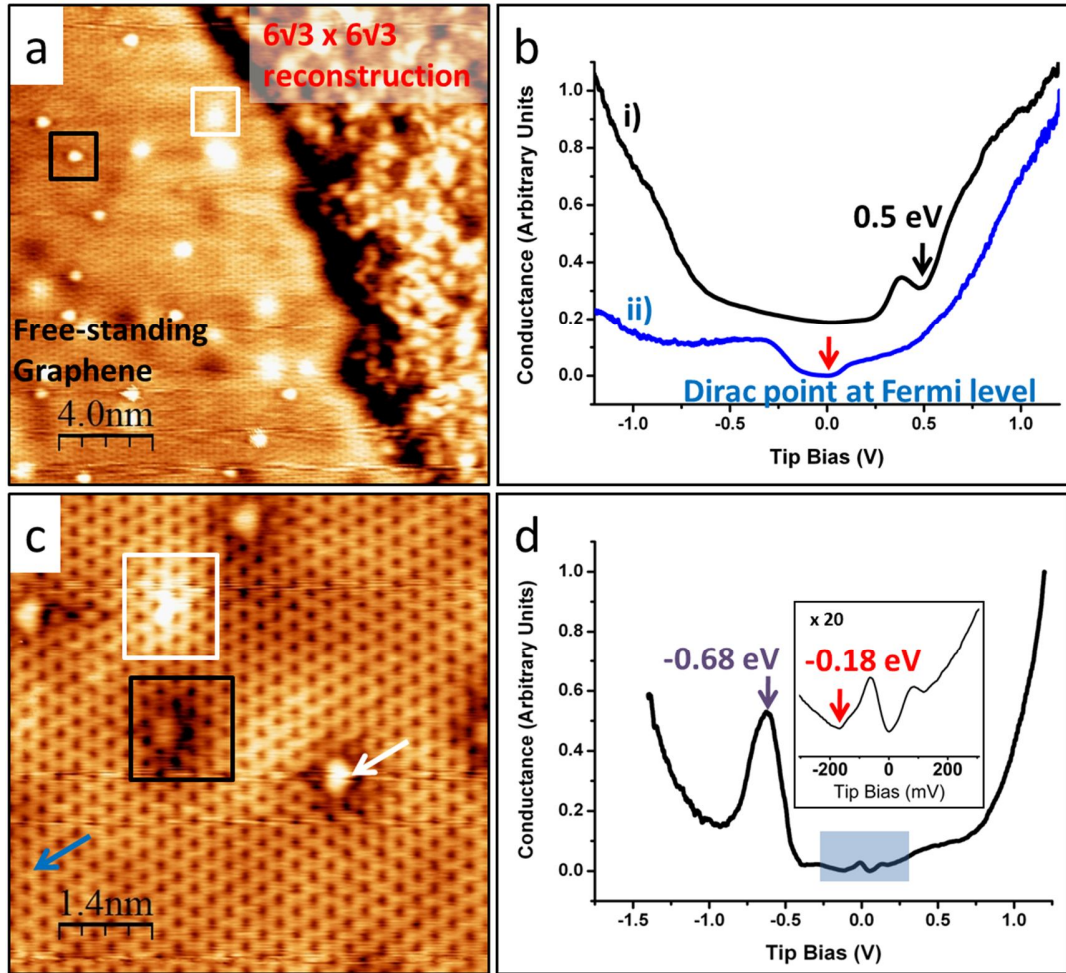 a
6√3 x 6√3
reconstruction
Free-standing
Graphene
4.0nm
b
Conductance (Arbitrary Units
1.0
0.8
0.6
0.4
0.2
0.0
i)
0.5 eV
ii)
Dirac point at Fermi level
-1.0
-0.5
0.0
0.5
1.0
Tip Bias (V)
c
1.4nm
d
Conductance (Arbitrary Units)
1.0
0.8
0.6
0.4
0.2
0.0
-0.68 eV
x 20
-0.18 eV
-200
0
200
Tip Bias (mV)
-1.5
-1.0
-0.5
0.0
0.5
1.0
Tip Bias (V)